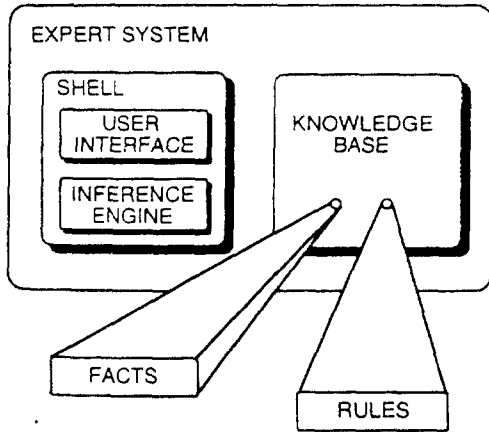 EXPERT SYSTEM
SHELL
USER
INTERFACE
INFERENCE
ENGINE
KNOWLEDGE
BASE
FACTS
RULES